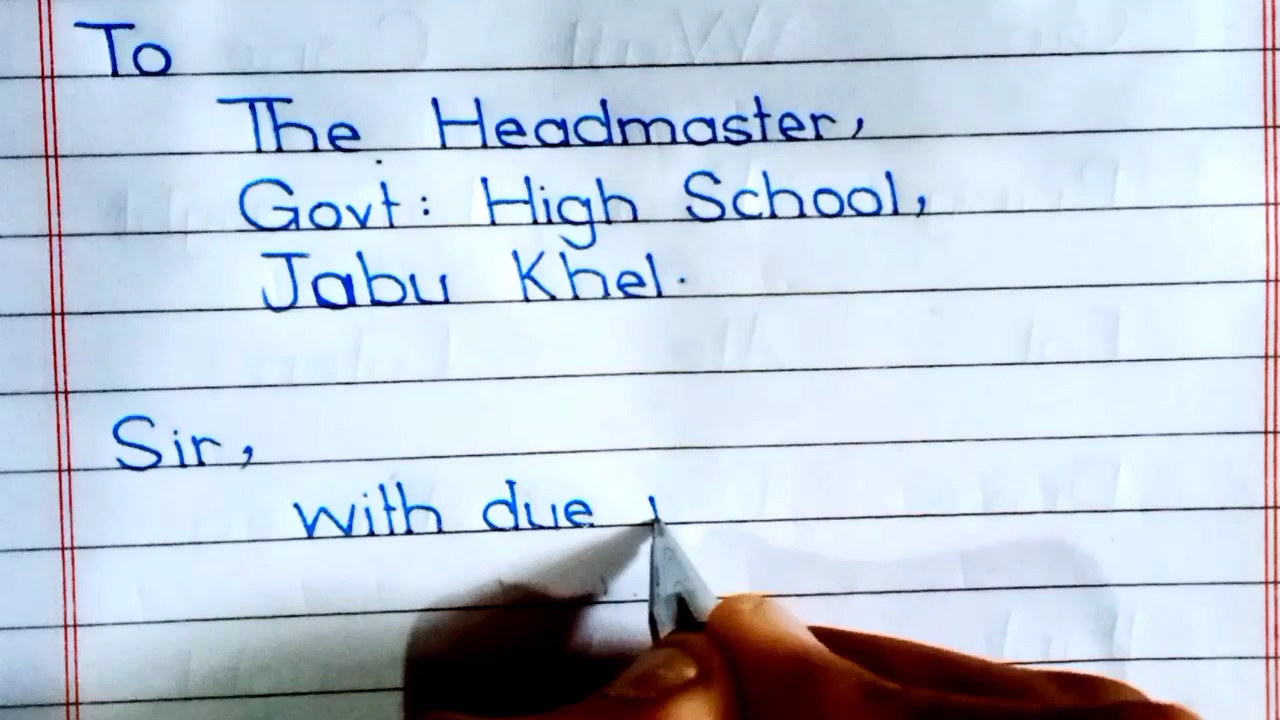 To
The Headmaster,
Govt: High School,
Jabu Khel.
Sir,
with due